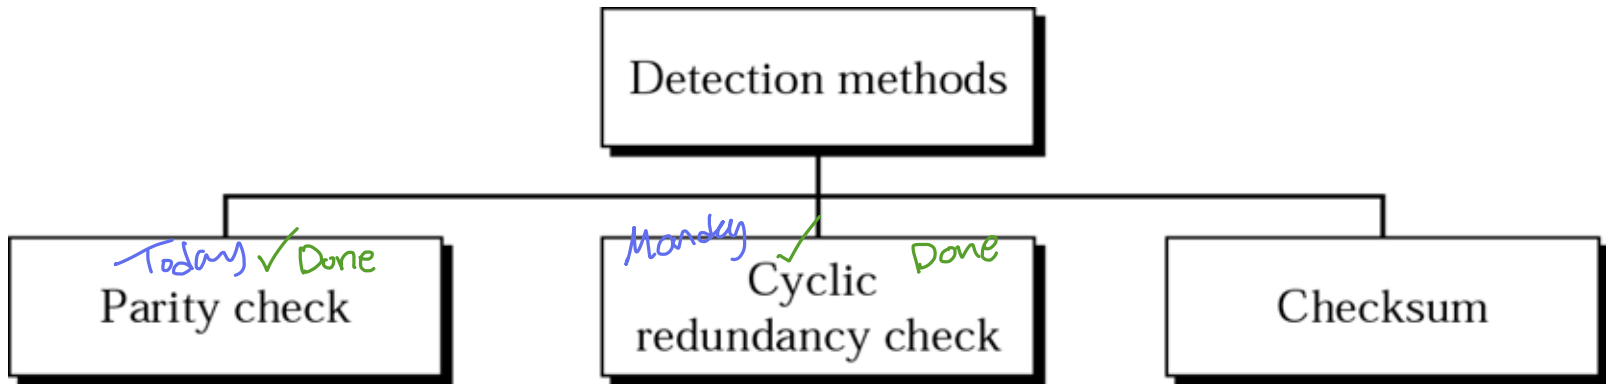 Detection methods
Today ✓ Done
Parity check
Monday ✓ Done
Cyclic
redundancy check
Checksum